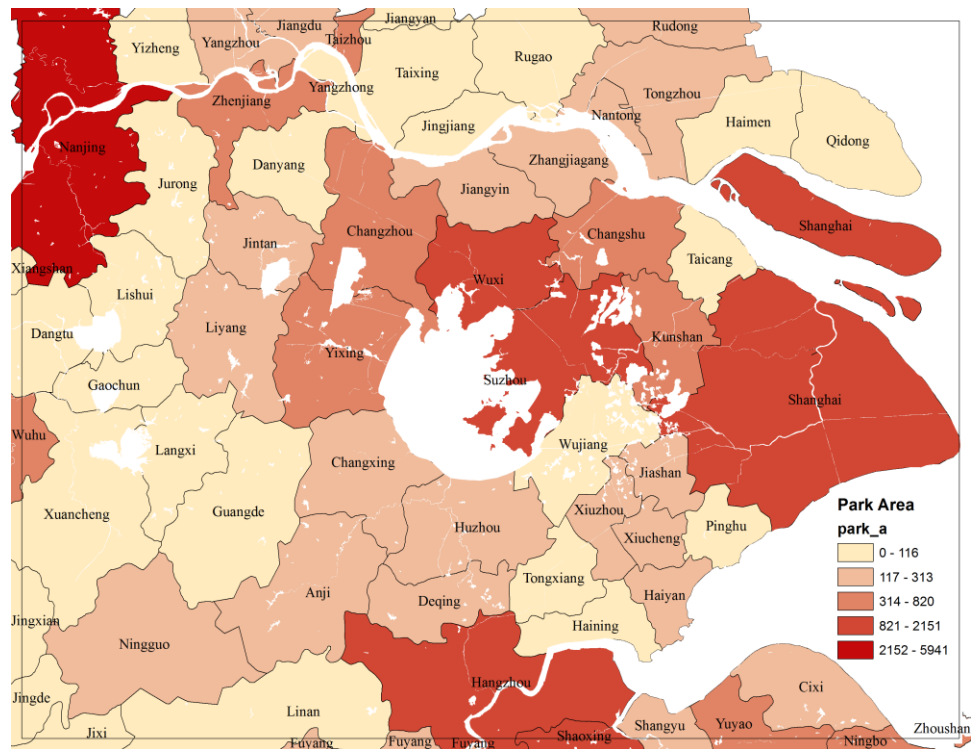 Jiangyan
Jiangdu
Rudong
Yizheng
Yangzhou
Taizhou
Rugao
Taixing
Yangzhong
Zhenjiang
Tongzhou
Nantong
Haimen
Jingjiang
Qidong
Nanjing
Danyang
Zhangjiagang
Jurong
Jiangyin
Shanghai
Changzhou
Changshu
Jintan
Taicang
Xiangshan
Wuxi
Lishui
Liyang
Dangtu
Kunshan
Yixing
Gaochun
Suzhou
Shanghai
Wuhu
Wujiang
Langxi
Changxing
Jiashan
Xuancheng
Guangde
Xiuzhou
Huzhou
Pinghu
Xiucheng
Park Area
park_a
0 - 116
117 - 313
314 - 820
821 - 2151
2152 - 5941
Tongxiang
Anji
Deqing
Haiyan
Jingxian
Ningguo
Haining
Hangzhou
Cixi
Jingde
Linan
Jixi
Shangyu
Yuyao
Zhoushan
Fuyang
Fuyang
Fuyang
Shaoxing
Ningbo